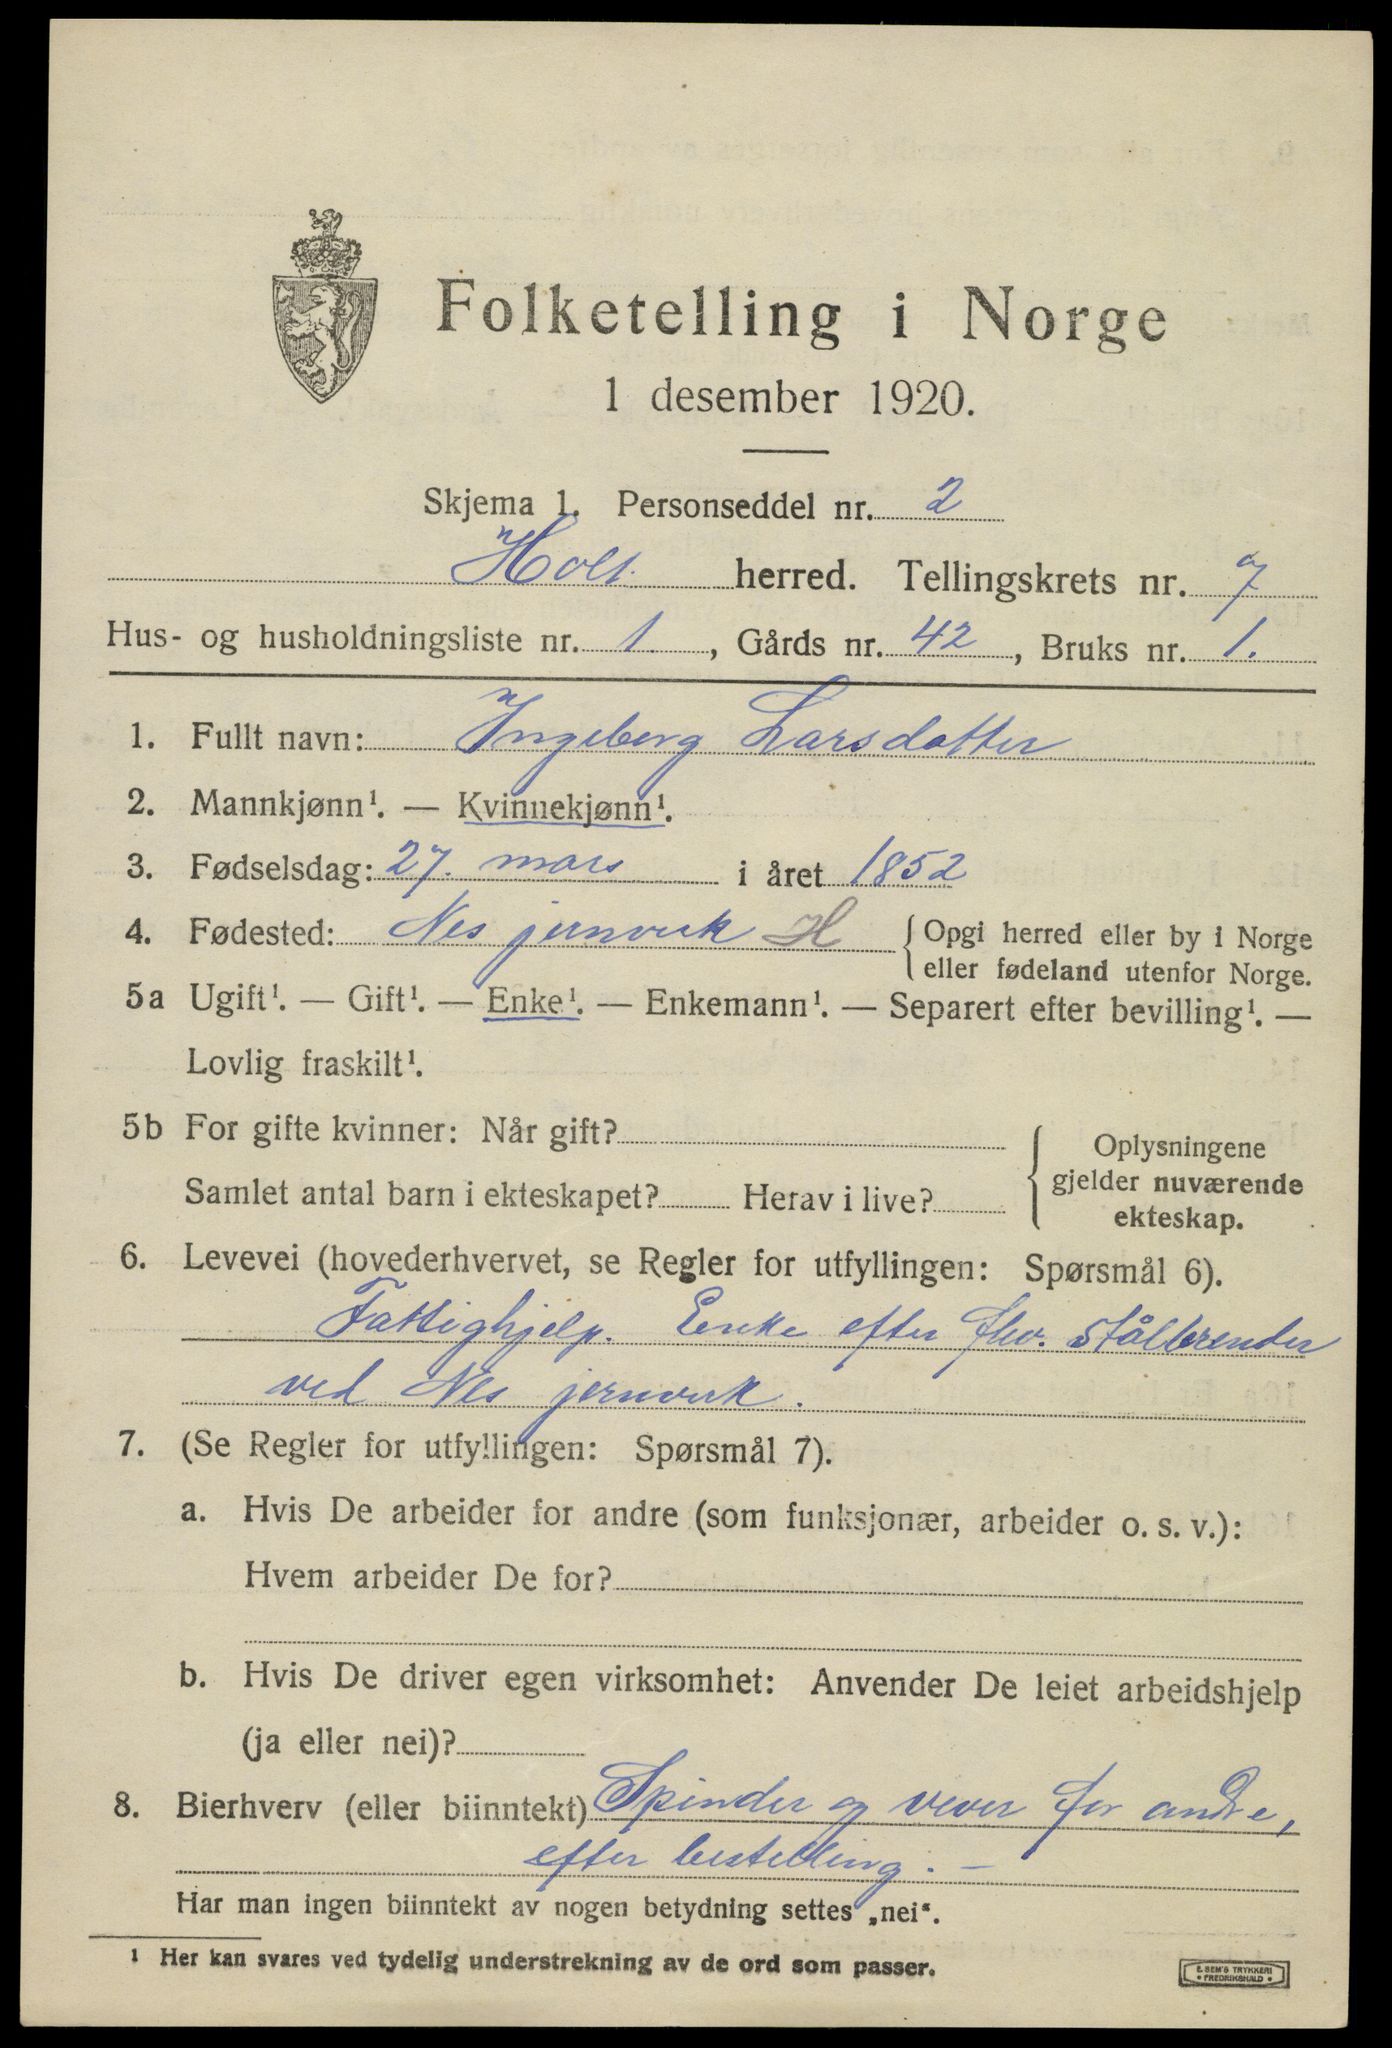 Folketelling i Norge
1 desember 1920.
Skjema 1. Personseddel nr. 2
Holt herred. Tellingskrets nr. 7
Hus- og husholdningsliste nr. 1., Gårds nr. 42, Bruks nr. 1.
1. Fullt navn: Ingeborg Larsdatter
2. Mannkjønn¹. — Kvinnekjønn¹.
3. Fødselsdag: 27. mars i året 1852
4. Fødested: Nes jernverk H { Opgi herred eller by i Norge
eller fødeland utenfor Norge.
5a Ugift¹. — Gift¹. — Enke¹. — Enkemann¹. — Separert efter bevilling¹. —
Lovlig fraskilt¹.
5b For gifte kvinner: Når gift?
Samlet antal barn i ekteskapet? Herav i live?
{ Oplysningene
gjelder nuværende
ekteskap.
6. Levevei (hovederhvervet, se Regler for utfyllingen: Spørsmål 6).
Fattighjelp. Enke efter fhv. stålbrender
ved Nes jernverk.
7. (Se Regler for utfyllingen: Spørsmål 7).
a. Hvis De arbeider for andre (som funksjonær, arbeider o. s. v.):
Hvem arbeider De for?
b. Hvis De driver egen virksomhet: Anvender De leiet arbeidshjelp
(ja eller nei)?
8. Bierhverv (eller biinntekt) Spinder og vever for andre,
efter bestelling. —
Har man ingen biinntekt av nogen betydning settes „nei“.
1 Her kan svares ved tydelig understrekning av de ord som passer.
E. SEM'S TRYKKERI
• FREDRIKSHALD •